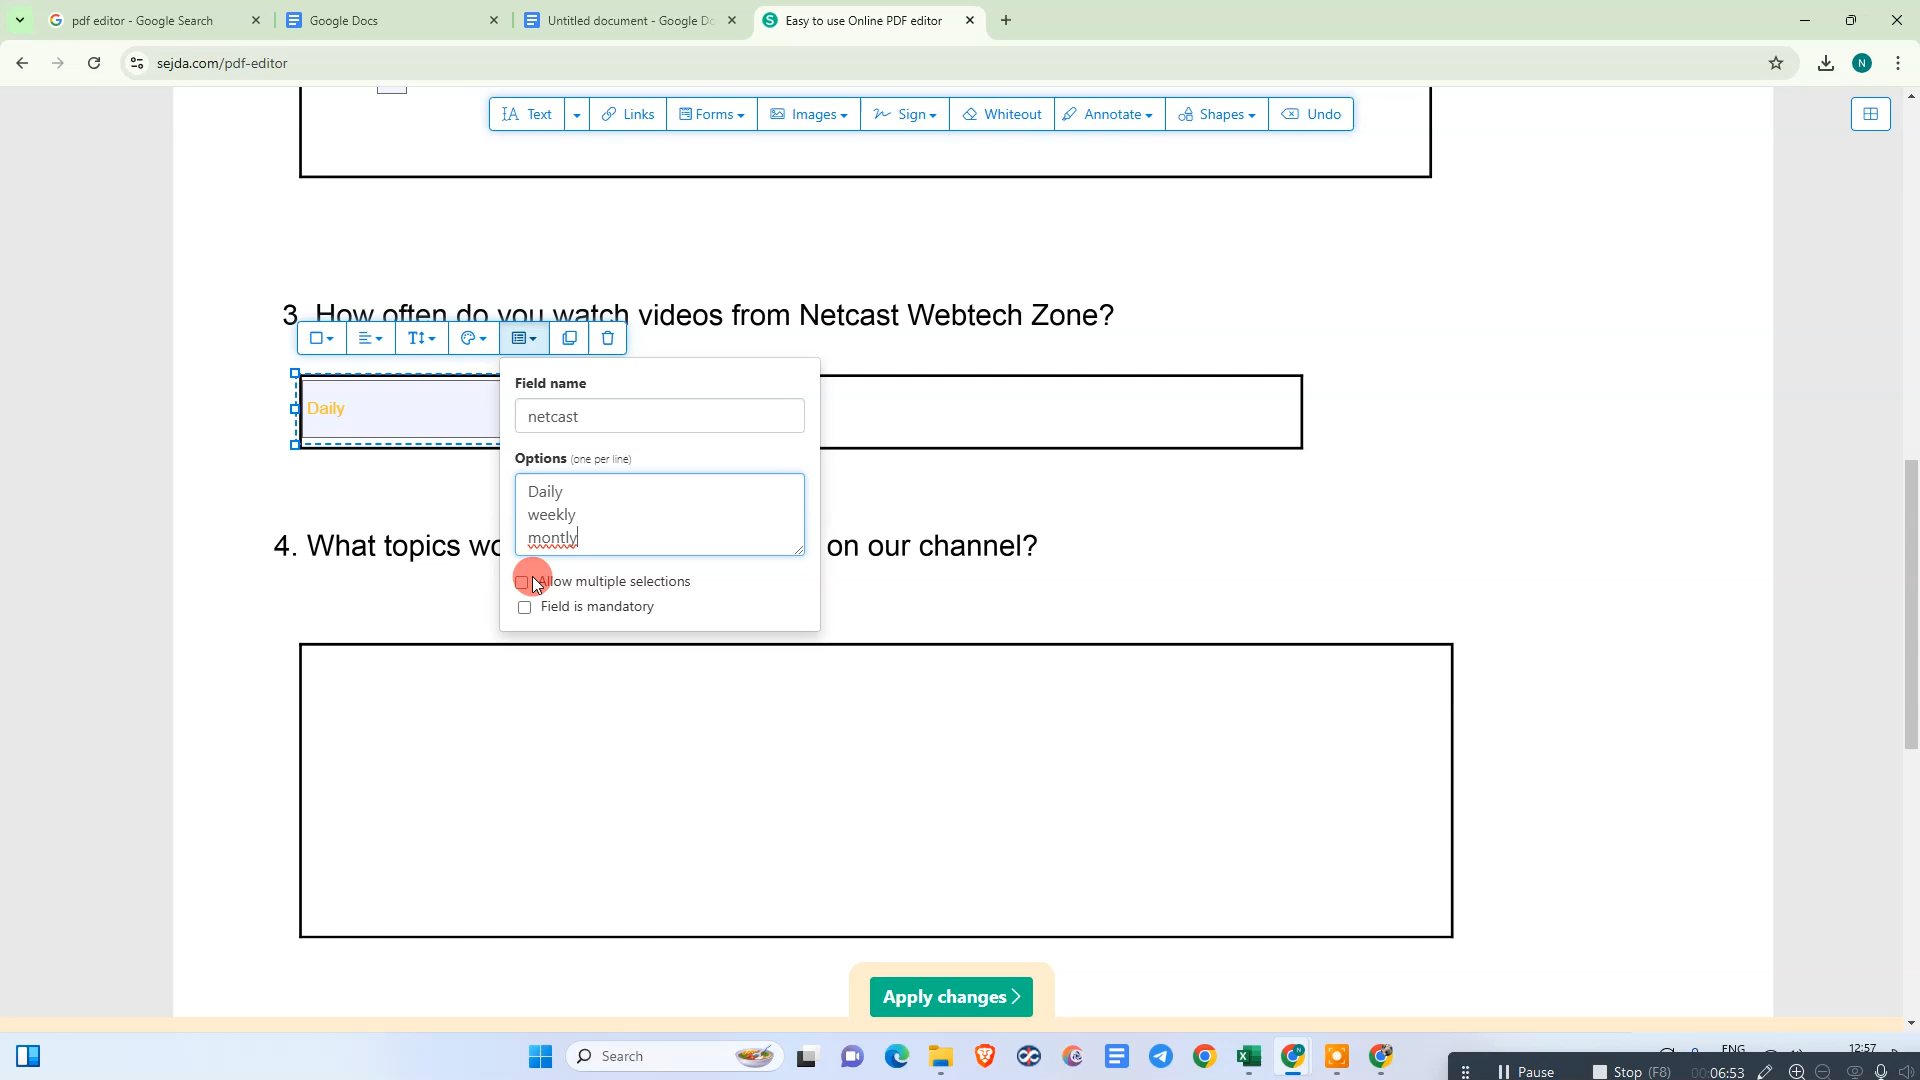 pdf editor - Google Search
Google Docs
Untitled document - Google Do
Easy to use Online PDF editor
sejda.com/pdf-editor
N
Text
Links
Forms
Images
Sign
Whiteout
Annotate
Shapes
Undo
3. How often do you watch videos from Netcast Webtech Zone?
Field name
netcast
Daily
Options (one per line)
Daily
weekly
montly
4. What topics wo
on our channel?
Allow multiple selections
Field is mandatory
Apply changes
Search
ENG
12:57
Pause
Stop (F8)
00:06:53